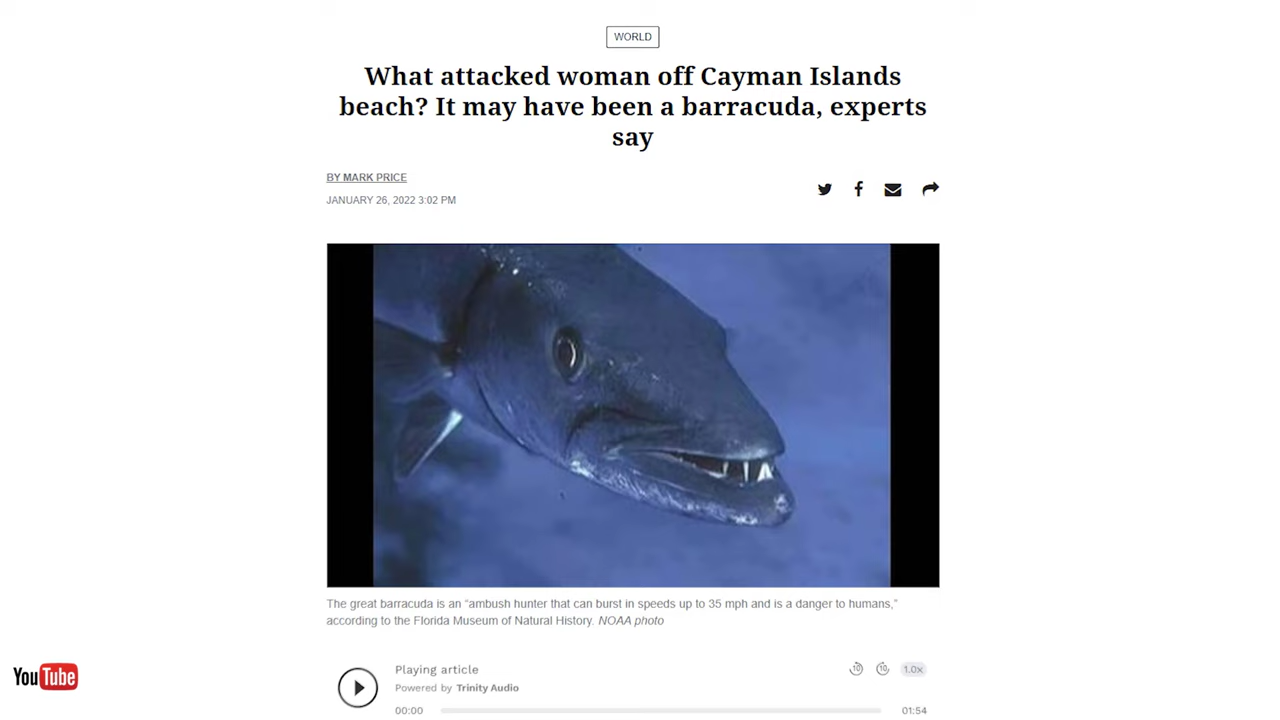 WORLD
What attacked woman off Cayman Islands
beach? It may have been a barracuda, experts
say
BY MARK PRICE
JANUARY 26, 2022 3:02 PM
The great barracuda is an “ambush hunter that can burst in speeds up to 35 mph and is a danger to humans,”
according to the Florida Museum of Natural History. NOAA photo
Playing article
10 10 1.0x
Powered by Trinity Audio
00:00 01:54
YouTube